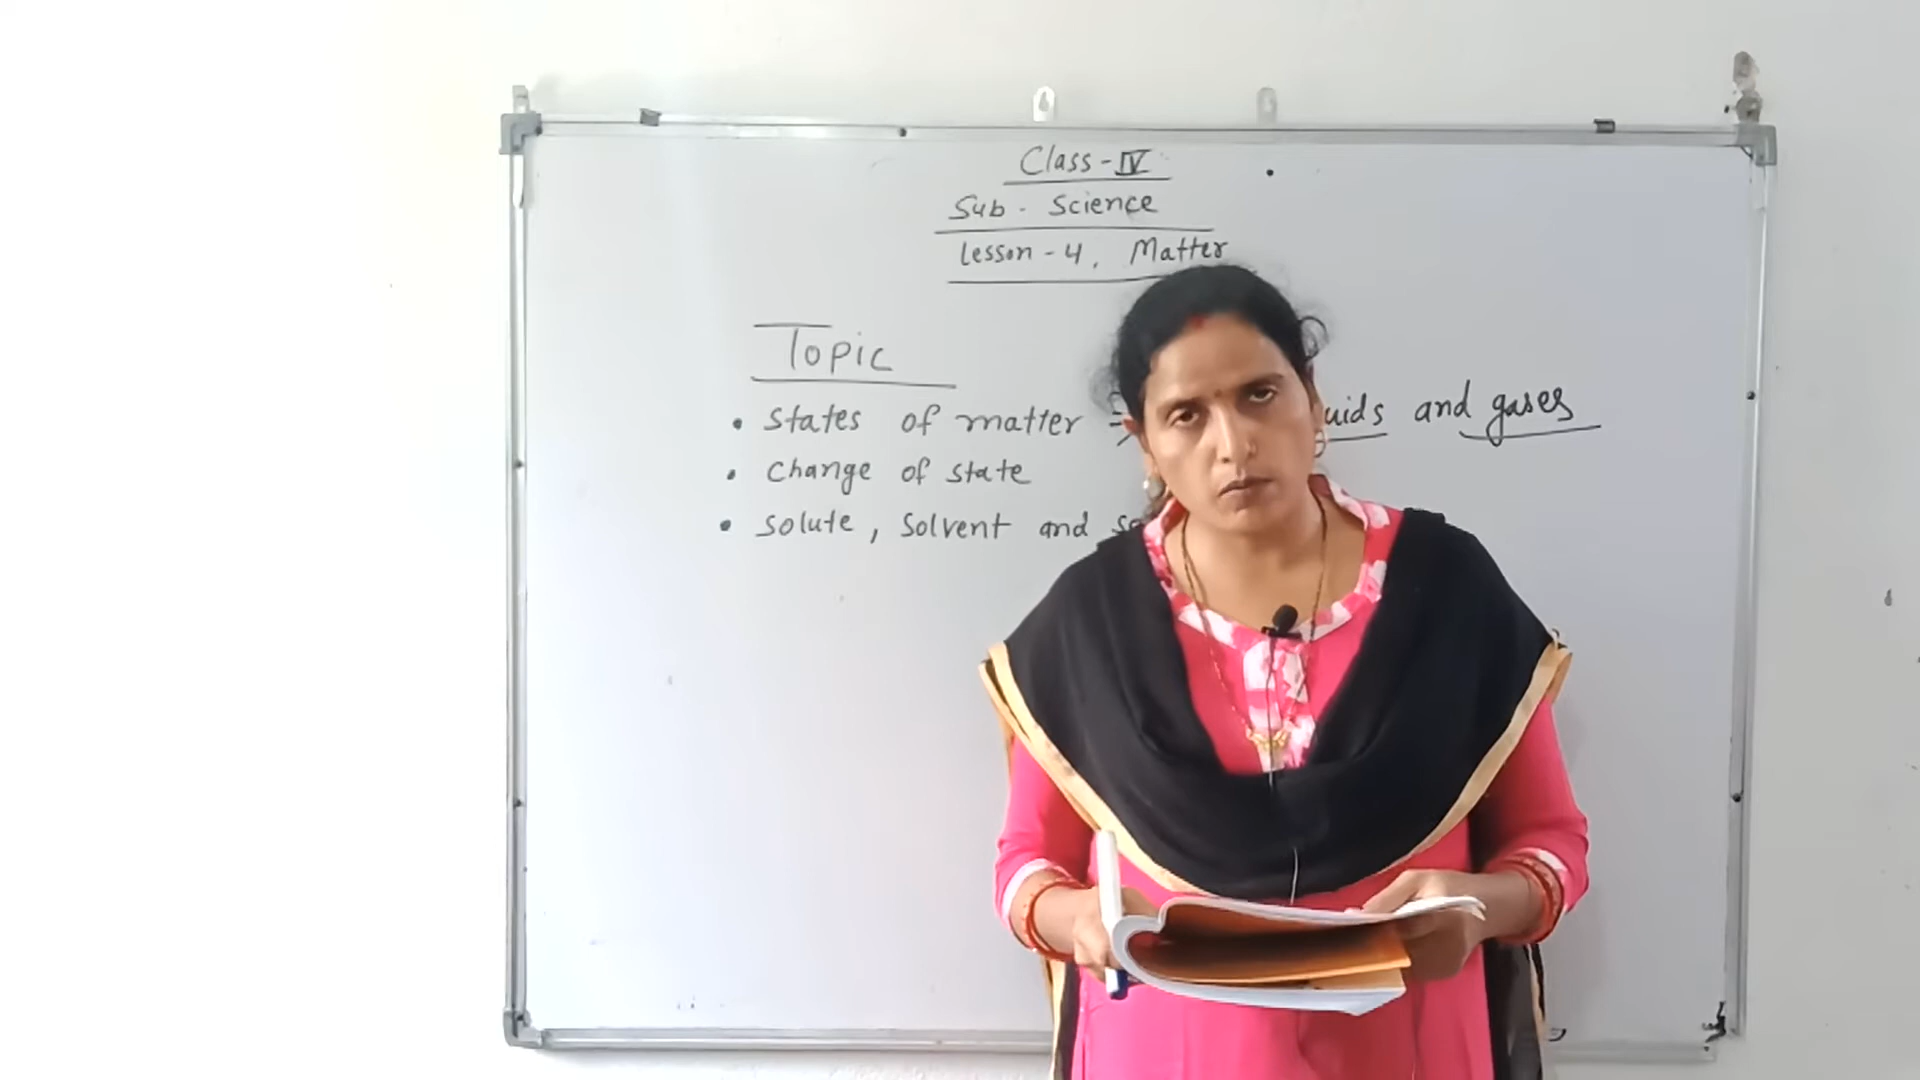 Class - IV
Sub - Science
Lesson - 4, Matter
Topic
• States of matter → uids and gases
• Change of state
• Solute, Solvent and